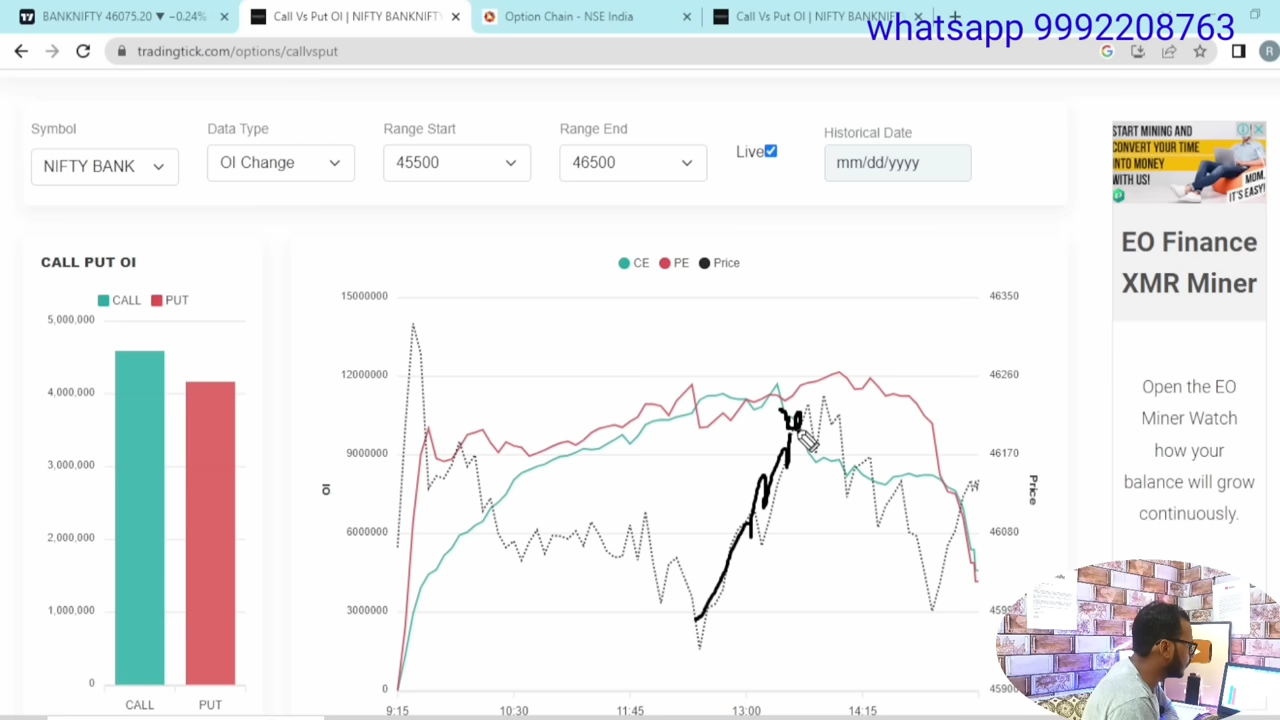 BANKNIFTY 46075.20 ▼ −0.24%
Call Vs Put OI | NIFTY BANKNIFTY
Option Chain - NSE India
Call Vs Put OI | NIFTY BANKNIF
whatsapp 9992208763
tradingtick.com/options/callvsput
R
Symbol
Data Type
Range Start
Range End
Live
Historical Date
NIFTY BANK
OI Change
45500
46500
mm/dd/yyyy
START MINING AND
CONVERT YOUR TIME
INTO MONEY
WITH US!
MOM,
IT'S EASY!
EO Finance
XMR Miner
Open the EO
Miner Watch
how your
balance will grow
continuously.
CALL PUT OI
CALL PUT
5,000,000
4,000,000
3,000,000
2,000,000
1,000,000
0
CALL PUT
CE PE Price
15000000
12000000
9000000
6000000
3000000
0
OI
46350
46260
46170
46080
4599
45900
Price
9:15 10:30 11:45 13:00 14:15